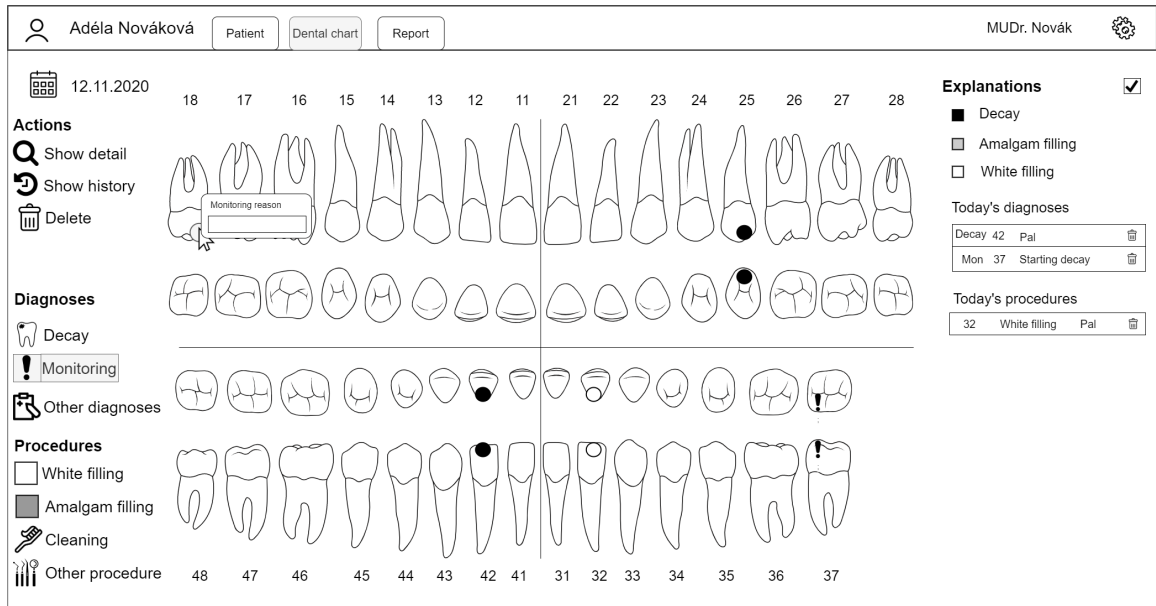 Adéla Nováková Patient Dental chart Report MUDr. Novák
12.11.2020
18 17 16 15 14 13 12 11 21 22 23 24 25 26 27 28
Actions
Show detail
Show history
Delete
Monitoring reason
Diagnoses
Decay
Monitoring
Other diagnoses
Procedures
White filling
Amalgam filling
Cleaning
Other procedure
48 47 46 45 44 43 42 41 31 32 33 34 35 36 37
Explanations
Decay
Amalgam filling
White filling
Today's diagnoses
Decay 42 Pal
Mon 37 Starting decay
Today's procedures
32 White filling Pal